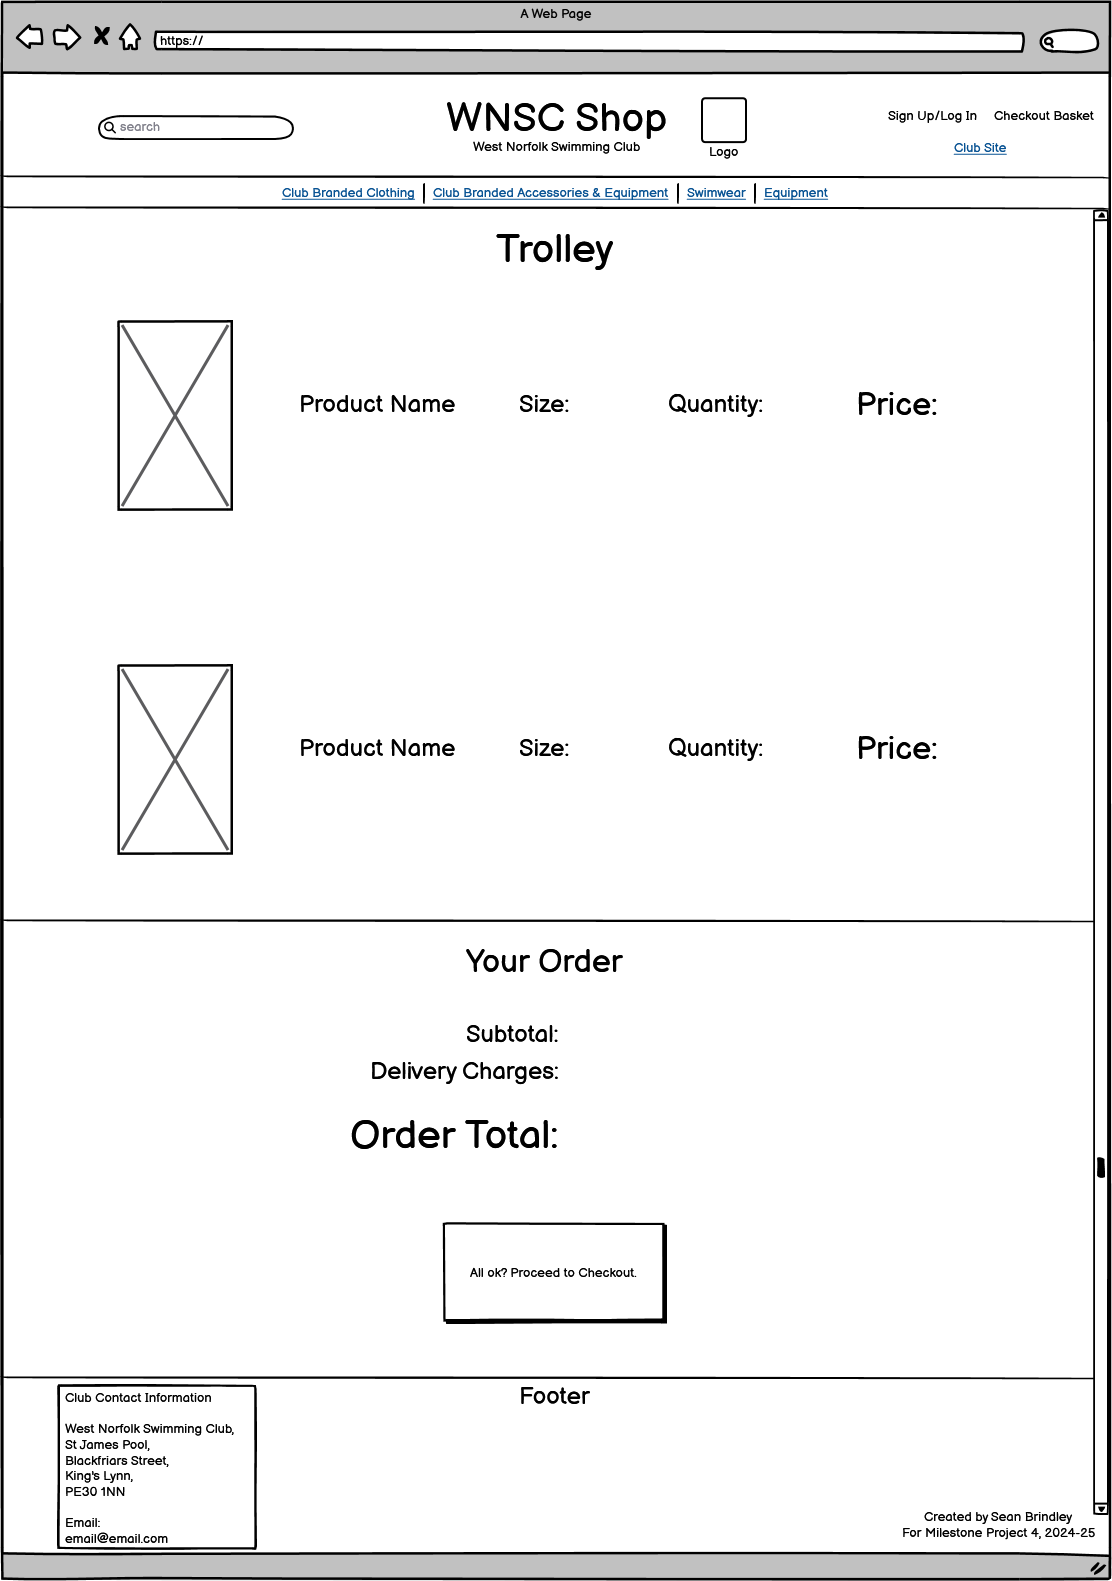 A Web Page
https://
search
WNSC Shop
West Norfolk Swimming Club
Logo
Sign Up/Log In
Checkout Basket
Club Site
Club Branded Clothing
Club Branded Accessories & Equipment
Swimwear
Equipment
Trolley
Product Name
Size:
Quantity:
Price:
Product Name
Size:
Quantity:
Price:
Your Order
Subtotal:
Delivery Charges:
Order Total:
All ok? Proceed to Checkout.
Footer
Club Contact Information
West Norfolk Swimming Club,
St James Pool,
Blackfriars Street,
King's Lynn,
PE30 1NN
Email:
email@email.com
Created by Sean Brindley
For Milestone Project 4, 2024-25